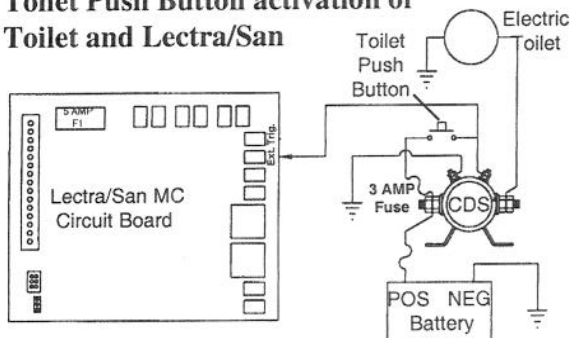 Toilet Push Button activation of
Toilet and Lectra/San
Electric
Toilet
Toilet
Push
Button
5 AMP
F1
Ext. Trig.
Lectra/San MC
Circuit Board
3 AMP
Fuse
CDS
POS NEG
Battery